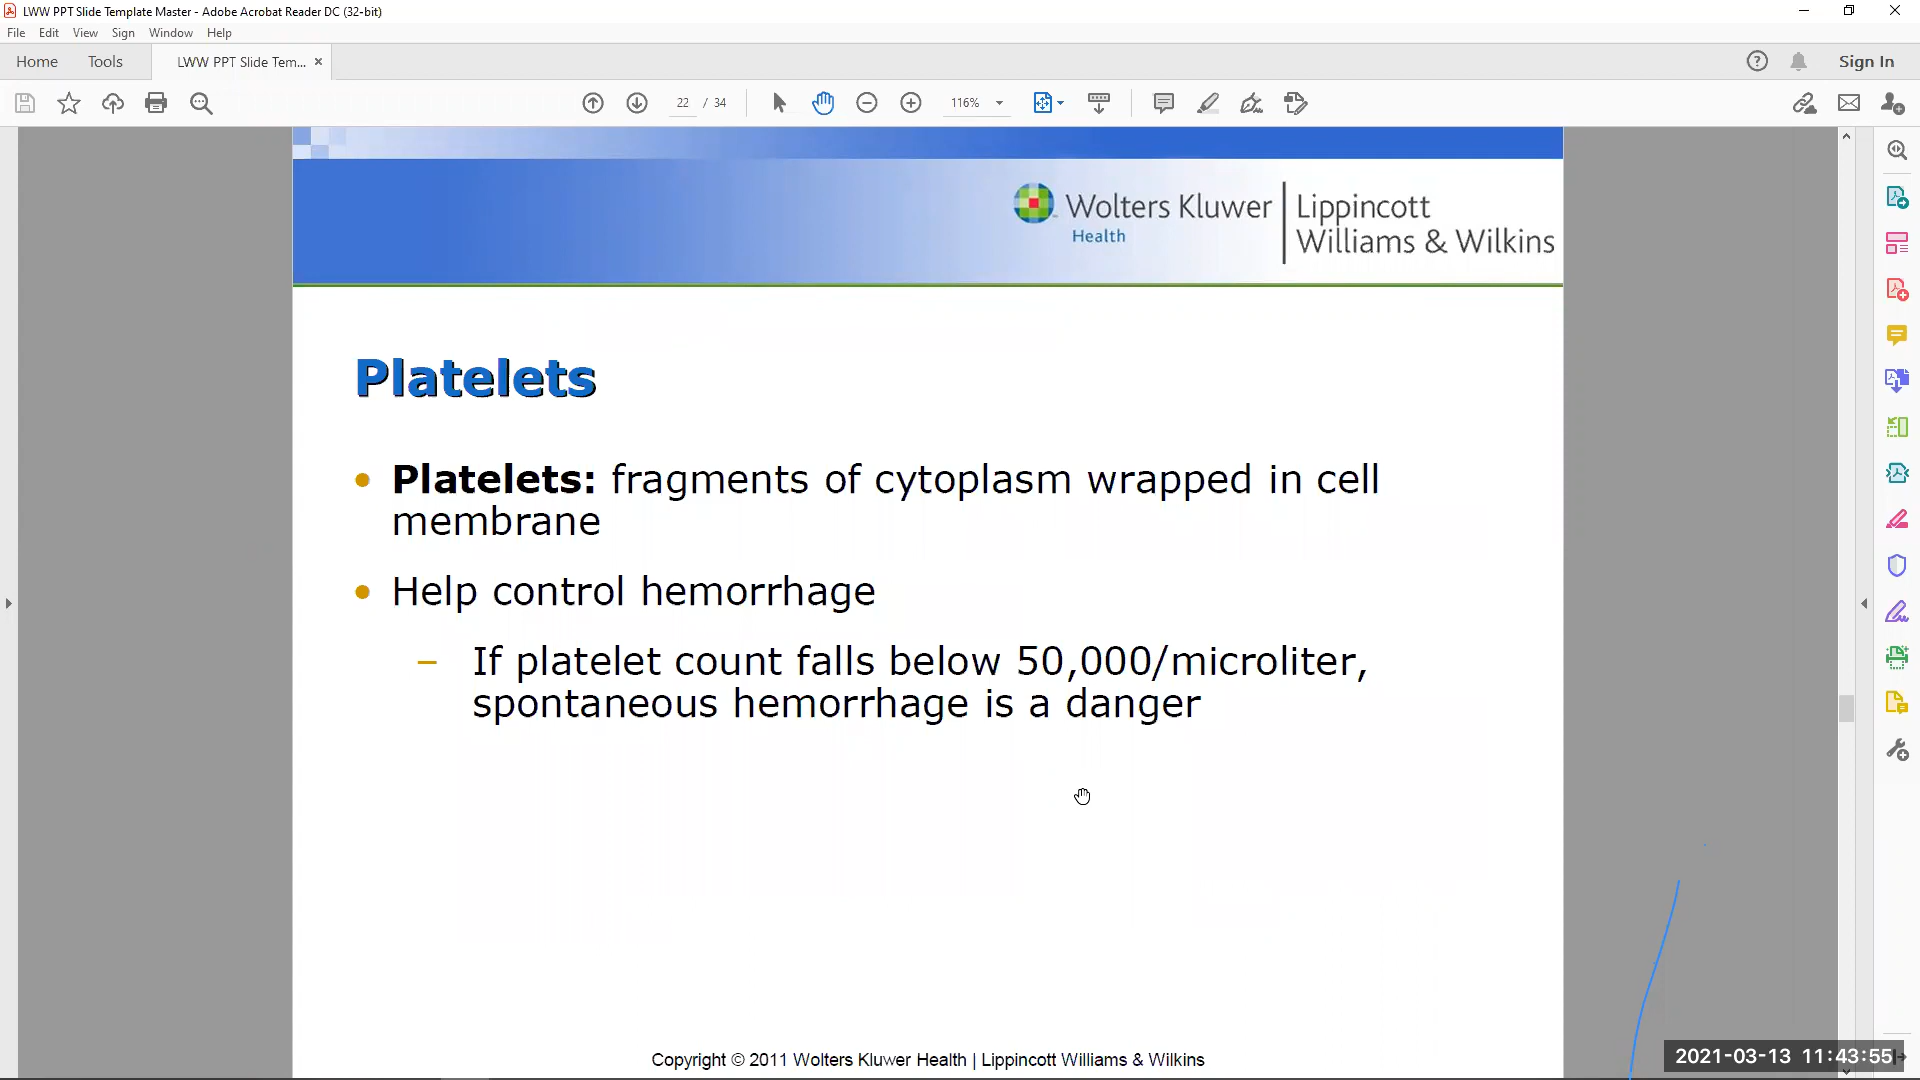 LWW PPT Slide Template Master - Adobe Acrobat Reader DC (32-bit)
File Edit View Sign Window Help
Home Tools LWW PPT Slide Tem... × Sign In
22 / 34 116%
Wolters Kluwer Lippincott
Health Williams & Wilkins
Platelets
• Platelets: fragments of cytoplasm wrapped in cell
membrane
• Help control hemorrhage
– If platelet count falls below 50,000/microliter,
spontaneous hemorrhage is a danger
Copyright © 2011 Wolters Kluwer Health | Lippincott Williams & Wilkins
2021-03-13 11:43:55